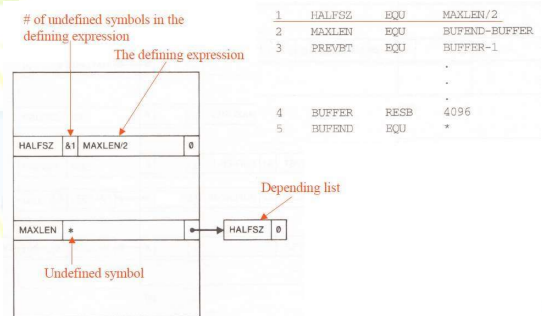 # of undefined symbols in the
defining expression
The defining expression
HALFSZ &1 MAXLEN/2 0
MAXLEN *
HALFSZ 0
Depending list
Undefined symbol
1 HALFSZ EQU MAXLEN/2
2 MAXLEN EQU BUFEND-BUFFER
3 PREVBT EQU BUFFER-1
.
.
.
4 BUFFER RESB 4096
5 BUFEND EQU *